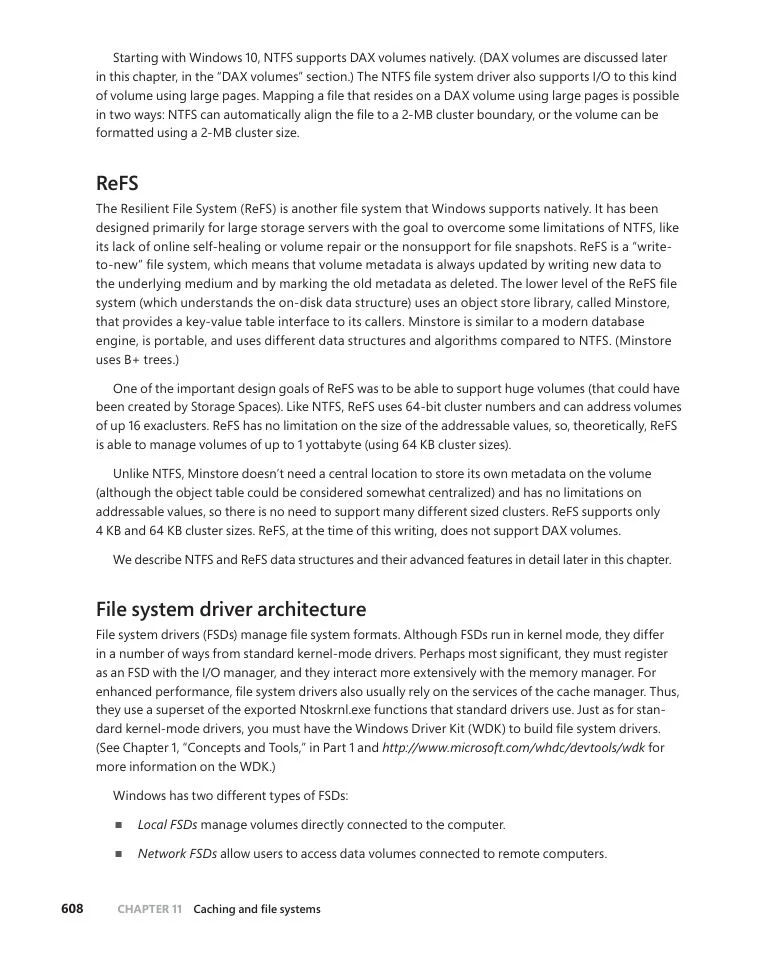 Starting with Windows 10, NTFS supports DAX volumes natively. (DAX volumes are discussed later
in this chapter, in the “DAX volumes” section.) The NTFS file system driver also supports I/O to this kind
of volume using large pages. Mapping a file that resides on a DAX volume using large pages is possible
in two ways: NTFS can automatically align the file to a 2-MB cluster boundary, or the volume can be
formatted using a 2-MB cluster size.
ReFS
The Resilient File System (ReFS) is another file system that Windows supports natively. It has been
designed primarily for large storage servers with the goal to overcome some limitations of NTFS, like
its lack of online self-healing or volume repair or the nonsupport for file snapshots. ReFS is a “write-
to-new” file system, which means that volume metadata is always updated by writing new data to
the underlying medium and by marking the old metadata as deleted. The lower level of the ReFS file
system (which understands the on-disk data structure) uses an object store library, called Minstore,
that provides a key-value table interface to its callers. Minstore is similar to a modern database
engine, is portable, and uses different data structures and algorithms compared to NTFS. (Minstore
uses B+ trees.)
One of the important design goals of ReFS was to be able to support huge volumes (that could have
been created by Storage Spaces). Like NTFS, ReFS uses 64-bit cluster numbers and can address volumes
of up 16 exaclusters. ReFS has no limitation on the size of the addressable values, so, theoretically, ReFS
is able to manage volumes of up to 1 yottabyte (using 64 KB cluster sizes).
Unlike NTFS, Minstore doesn’t need a central location to store its own metadata on the volume
(although the object table could be considered somewhat centralized) and has no limitations on
addressable values, so there is no need to support many different sized clusters. ReFS supports only
4 KB and 64 KB cluster sizes. ReFS, at the time of this writing, does not support DAX volumes.
We describe NTFS and ReFS data structures and their advanced features in detail later in this chapter.
File system driver architecture
File system drivers (FSDs) manage file system formats. Although FSDs run in kernel mode, they differ
in a number of ways from standard kernel-mode drivers. Perhaps most significant, they must register
as an FSD with the I/O manager, and they interact more extensively with the memory manager. For
enhanced performance, file system drivers also usually rely on the services of the cache manager. Thus,
they use a superset of the exported Ntoskrnl.exe functions that standard drivers use. Just as for stan-
dard kernel-mode drivers, you must have the Windows Driver Kit (WDK) to build file system drivers.
(See Chapter 1, “Concepts and Tools,” in Part 1 and http://www.microsoft.com/whdc/devtools/wdk for
more information on the WDK.)
Windows has two different types of FSDs:
■ Local FSDs manage volumes directly connected to the computer.
■ Network FSDs allow users to access data volumes connected to remote computers.
608 CHAPTER 11 Caching and file systems